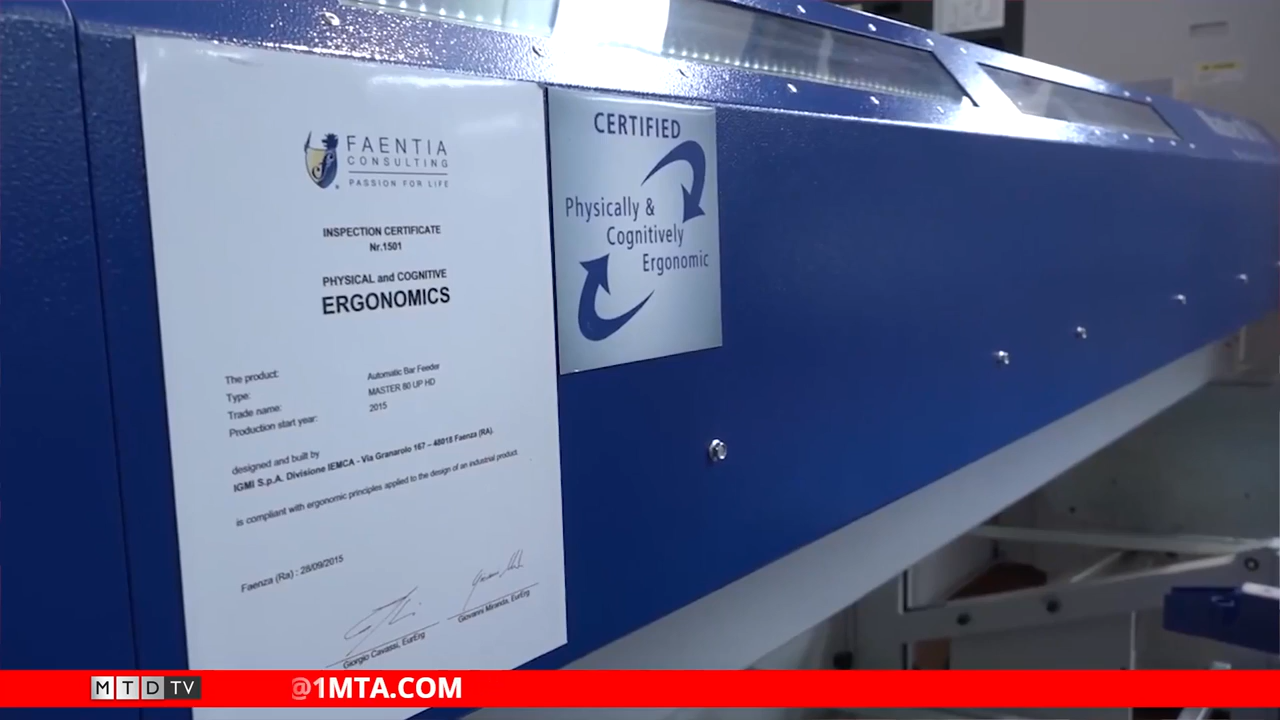 FAENTIA
CONSULTING
PASSION FOR LIFE
INSPECTION CERTIFICATE
Nr.1501
PHYSICAL and COGNITIVE
ERGONOMICS
The product: Automatic Bar Feeder
Type: MASTER 80 UP HD
Trade name: 2015
Production start year:
designed and built by
IGMI S.p.A. Divisione IEMCA - Via Granarolo 167 – 48018 Faenza (RA).
is compliant with ergonomic principles applied to the design of an industrial product
Faenza (Ra) : 28/09/2015
Giorgio Cavassi, EurErg
Giovanni Miranda, EurErg
CERTIFIED
Physically &
Cognitively
Ergonomic
MTDTV
@1MTA.COM